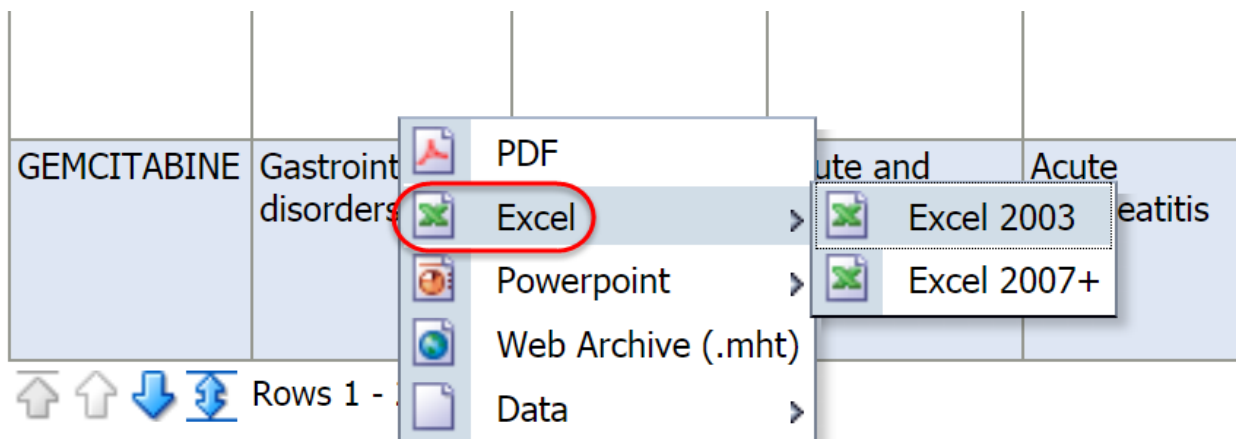 GEMCITABINE Gastroint ute and Acute
disorders eatitis
PDF
Excel
Excel 2003
Excel 2007+
Powerpoint
Web Archive (.mht)
Data
Rows 1 -